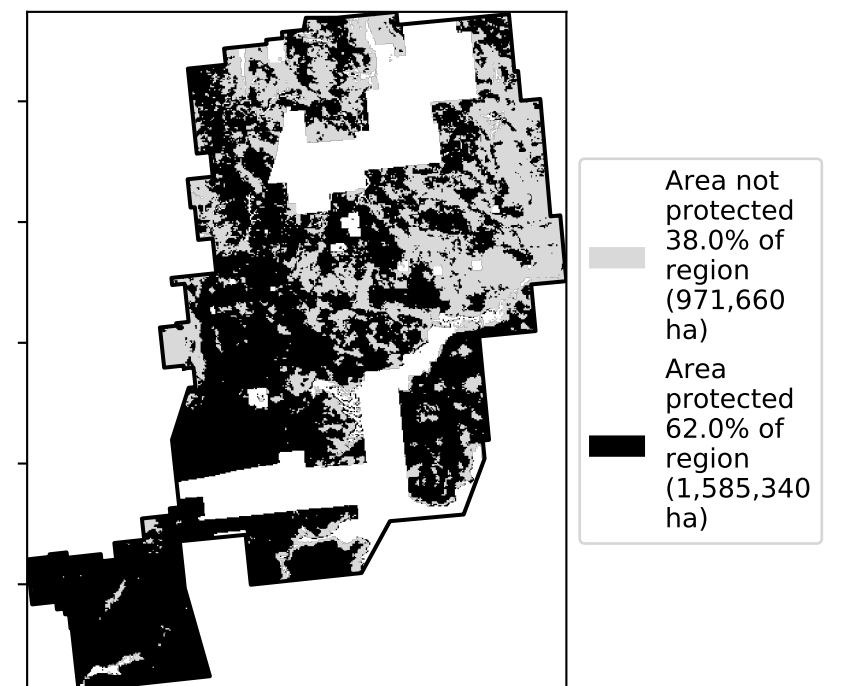 Area not
protected
38.0% of
region
(971,660
ha)
Area
protected
62.0% of
region
(1,585,340
ha)